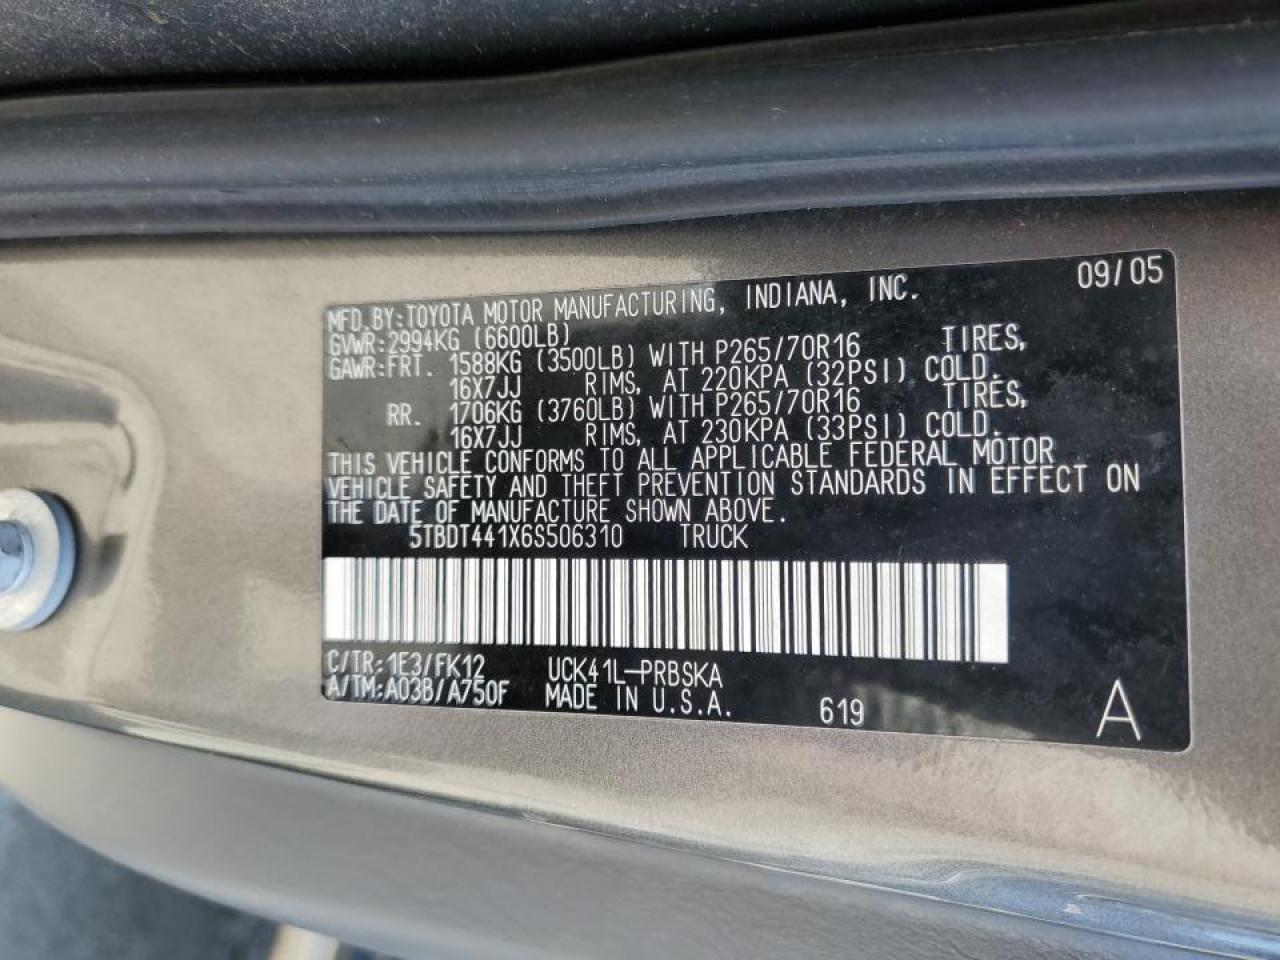 09/05
MFD.BY:TOYOTA MOTOR MANUFACTURING, INDIANA, INC.
GVWR:2994KG (6600LB)
GAWR:FRT. 1588KG (3500LB) WITH P265/70R16 TIRES,
16X7JJ RIMS, AT 220KPA (32PSI) COLD.
RR. 1706KG (3760LB) WITH P265/70R16 TIRES,
16X7JJ RIMS, AT 230KPA (33PSI) COLD.
THIS VEHICLE CONFORMS TO ALL APPLICABLE FEDERAL MOTOR
VEHICLE SAFETY AND THEFT PREVENTION STANDARDS IN EFFECT ON
THE DATE OF MANUFACTURE SHOWN ABOVE.
5TBDT441X6S506310 TRUCK
C/TR:1E3/FK12 UCK41L-PRBSKA
A/TM:A03B/A750F MADE IN U.S.A. 619 A